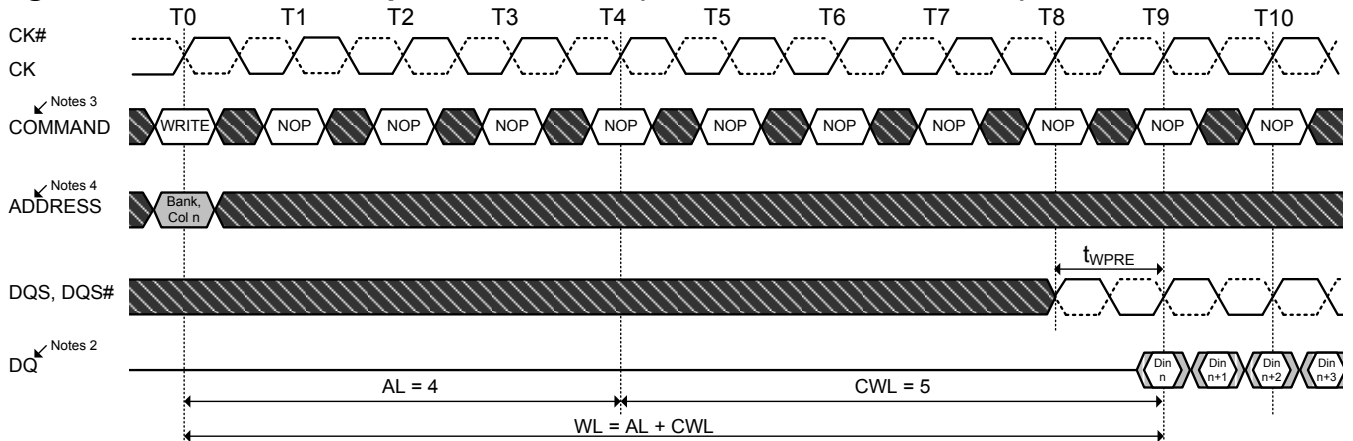 T0 T1 T2 T3 T4 T5 T6 T7 T8 T9 T10
CK#
CK
Notes 3
COMMAND
WRITE NOP NOP NOP NOP NOP NOP NOP NOP NOP NOP
Notes 4
ADDRESS
Bank,
Col n
tWPRE
DQS, DQS#
Notes 2
DQ
Din
n
Din
n+1
Din
n+2
Din
n+3
AL = 4
CWL = 5
WL = AL + CWL